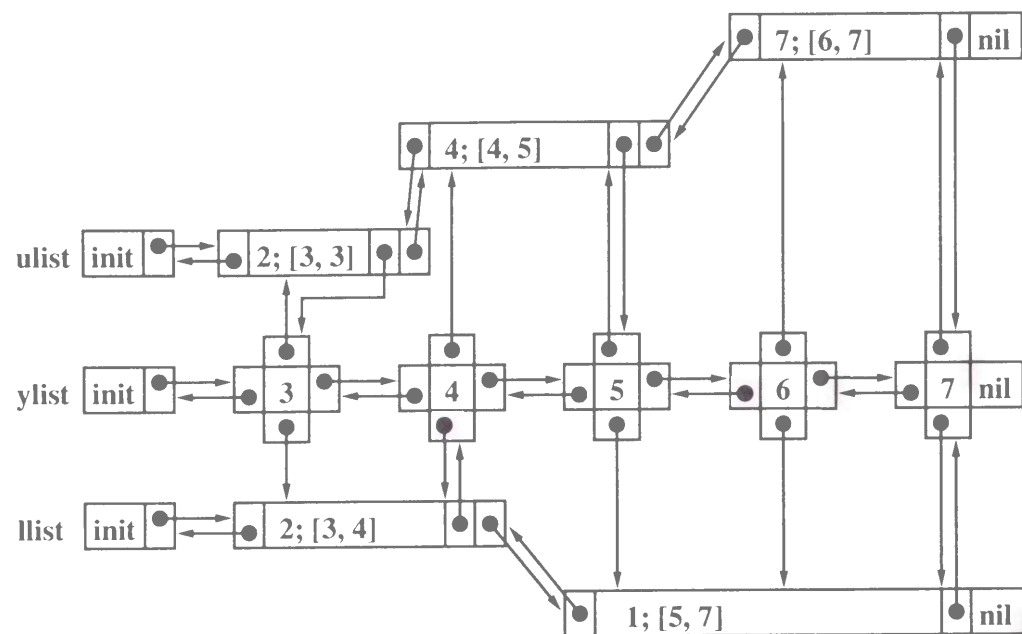 7; [6, 7] nil
4; [4, 5]
ulist init 2; [3, 3]
ylist init 3 4 5 6 7 nil
llist init 2; [3, 4]
1; [5, 7] nil